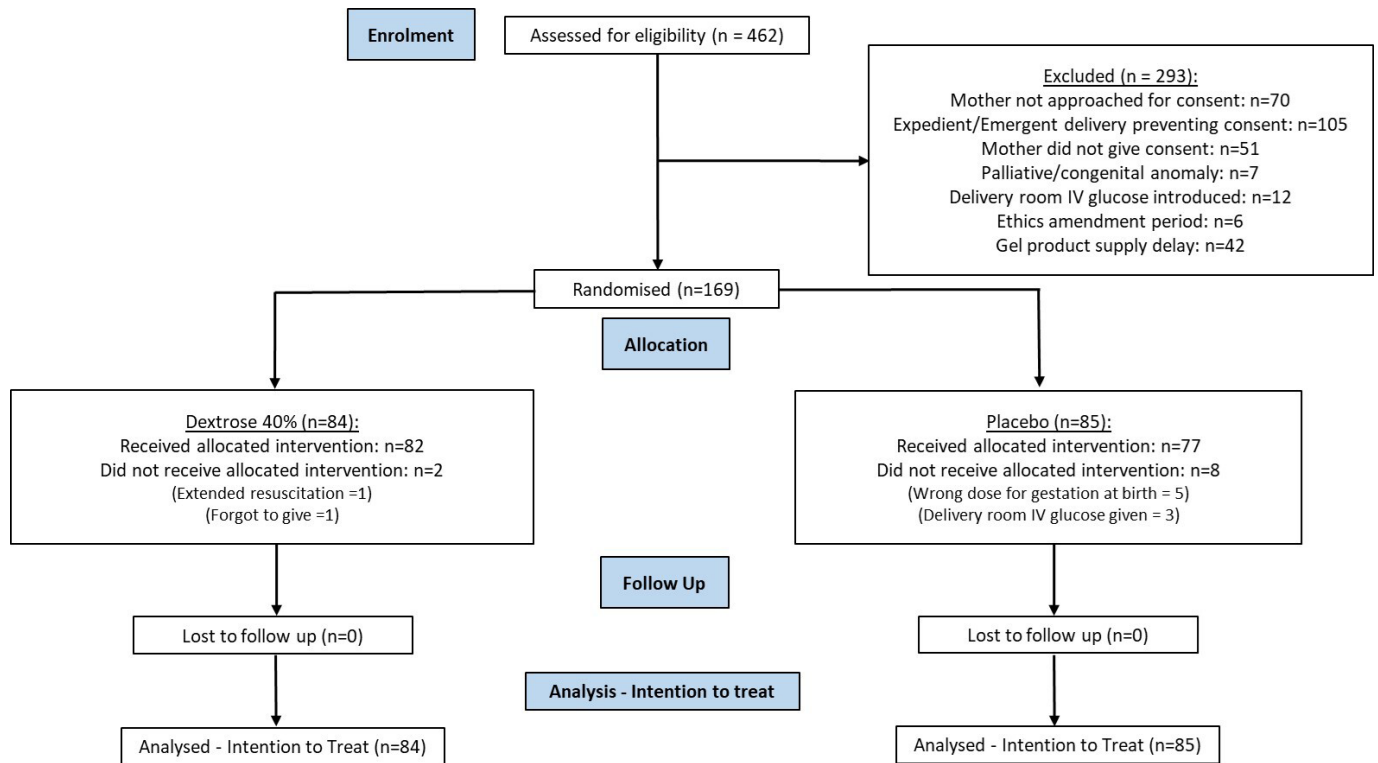 Enrolment
Assessed for eligibility (n = 462)
Excluded (n = 293):
Mother not approached for consent: n=70
Expedient/Emergent delivery preventing consent: n=105
Mother did not give consent: n=51
Palliative/congenital anomaly: n=7
Delivery room IV glucose introduced: n=12
Ethics amendment period: n=6
Gel product supply delay: n=42
Randomised (n=169)
Allocation
Dextrose 40% (n=84):
Received allocated intervention: n=82
Did not receive allocated intervention: n=2
(Extended resuscitation =1)
(Forgot to give =1)
Placebo (n=85):
Received allocated intervention: n=77
Did not receive allocated intervention: n=8
(Wrong dose for gestation at birth = 5)
(Delivery room IV glucose given = 3)
Follow Up
Lost to follow up (n=0)
Lost to follow up (n=0)
Analysis - Intention to treat
Analysed - Intention to Treat (n=84)
Analysed - Intention to Treat (n=85)